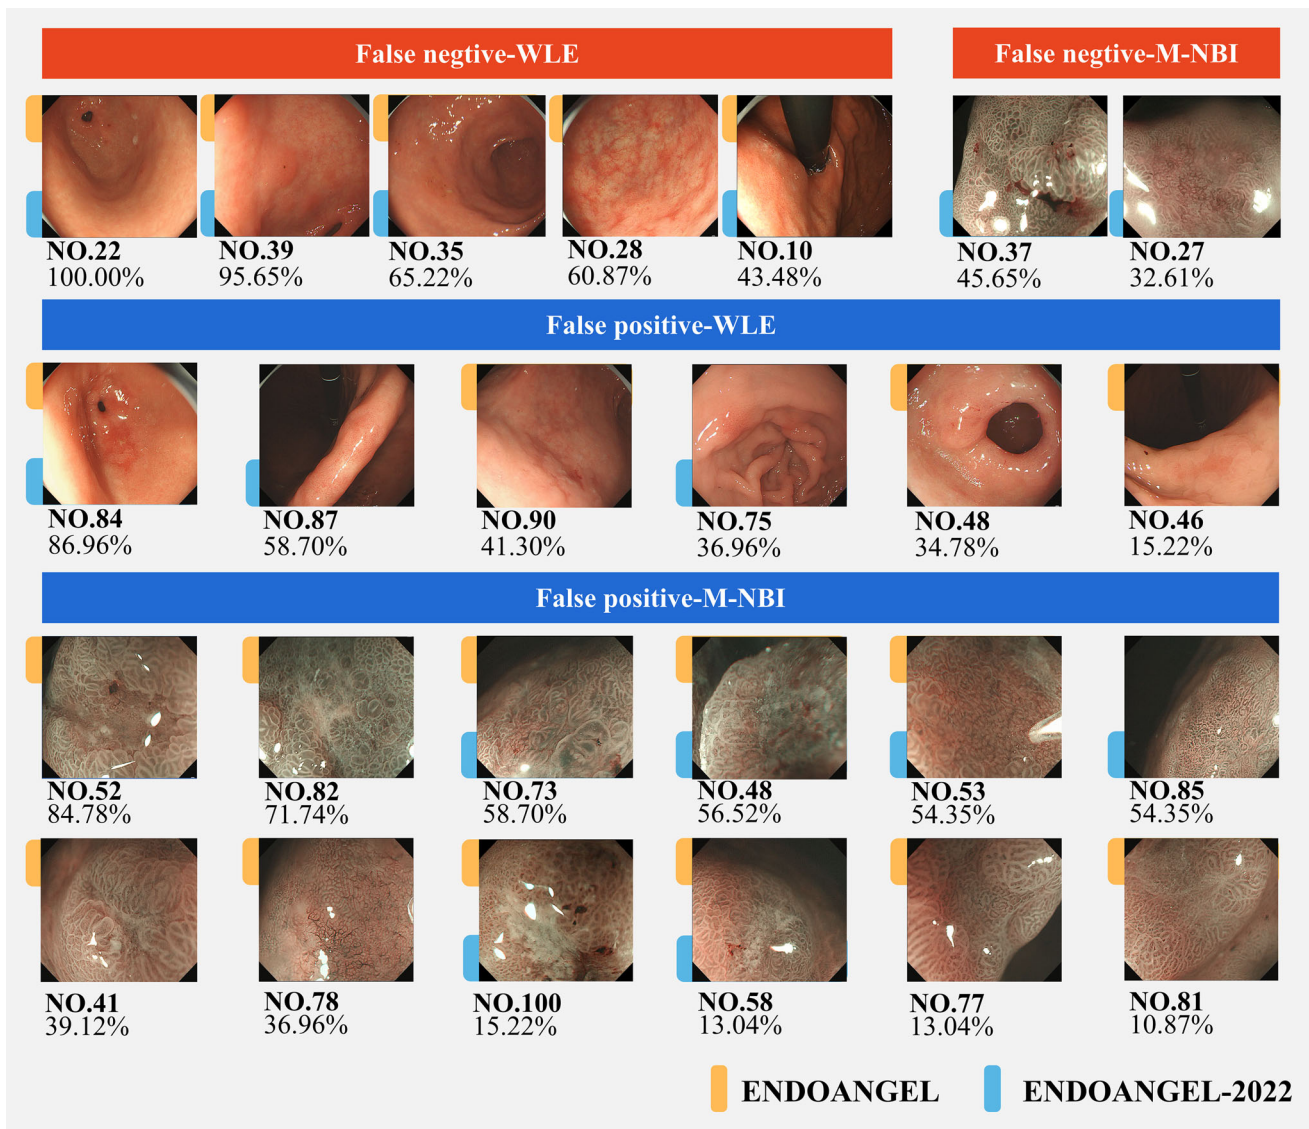 False negtive-WLE
False negtive-M-NBI
NO.22
100.00%
NO.39
95.65%
NO.35
65.22%
NO.28
60.87%
NO.10
43.48%
NO.37
45.65%
NO.27
32.61%
False positive-WLE
NO.84
86.96%
NO.87
58.70%
NO.90
41.30%
NO.75
36.96%
NO.48
34.78%
NO.46
15.22%
False positive-M-NBI
NO.52
84.78%
NO.82
71.74%
NO.73
58.70%
NO.48
56.52%
NO.53
54.35%
NO.85
54.35%
NO.41
39.12%
NO.78
36.96%
NO.100
15.22%
NO.58
13.04%
NO.77
13.04%
NO.81
10.87%
ENDOANGEL
ENDOANGEL-2022